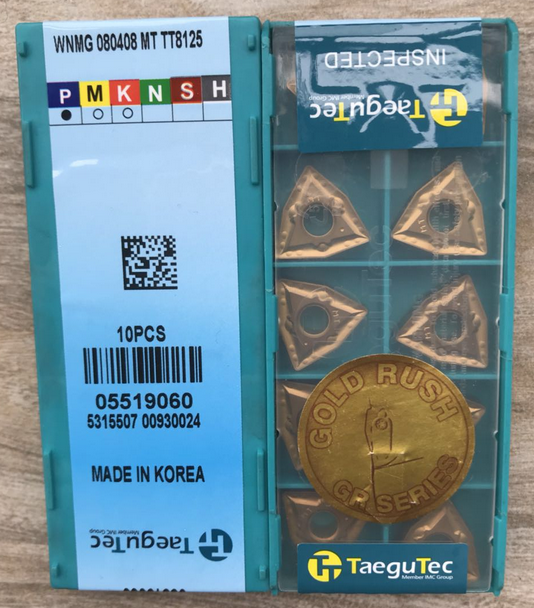 WNMG 080408 MT TT8125
P M K N S H
10PCS
05519060
5315507 00930024
MADE IN KOREA
TaeguTec
Member IMC Group
INSPECTED
TaeguTec
Member IMC Group
GOLD RUSH
GR SERIES
TaeguTec
Member IMC Group